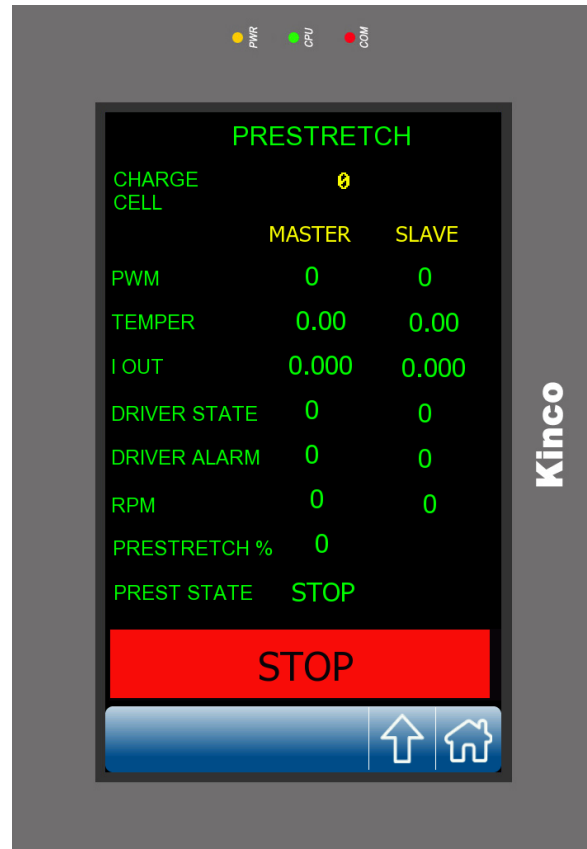 PWR CPU COM
PRESTRETCH
CHARGE 0
CELL
MASTER SLAVE
PWM 0 0
TEMPER 0.00 0.00
I OUT 0.000 0.000
DRIVER STATE 0 0
DRIVER ALARM 0 0
RPM 0 0
PRESTRETCH % 0
PREST STATE STOP
STOP
Kinco